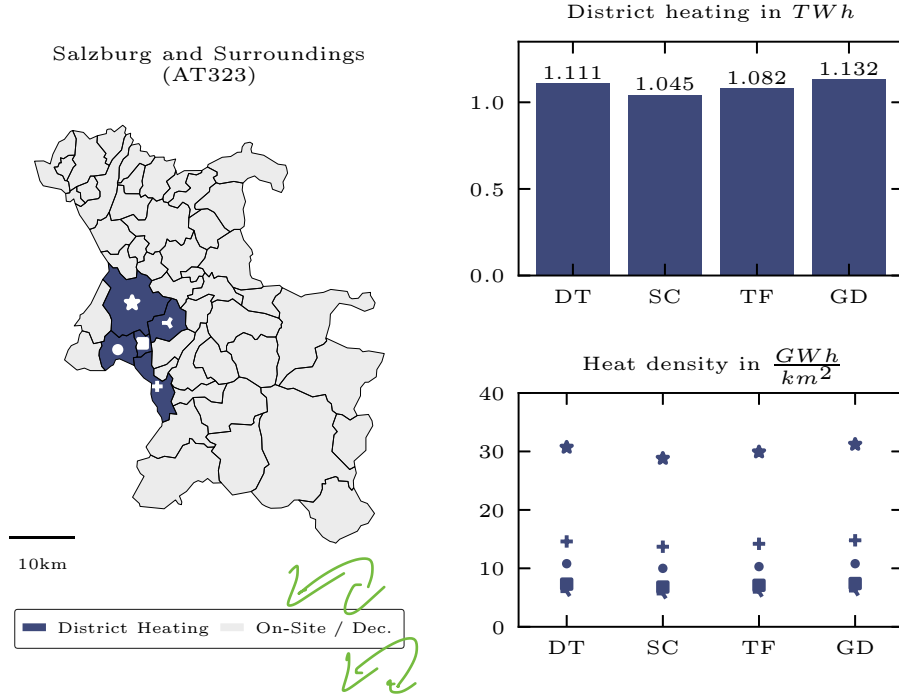 Salzburg and Surroundings
(AT323)
10km
District Heating
On-Site / Dec.
District heating in TWh
1.111
1.045
1.082
1.132
1.0
0.5
0.0
DT
SC
TF
GD
Heat density in GWh
km²
40
30
20
10
0
DT
SC
TF
GD